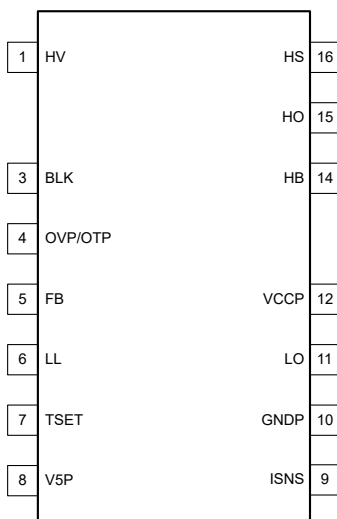 1 HV HS 16
HO 15
3 BLK HB 14
4 OVP/OTP
5 FB VCCP 12
6 LL LO 11
7 TSET GNDP 10
8 V5P ISNS 9